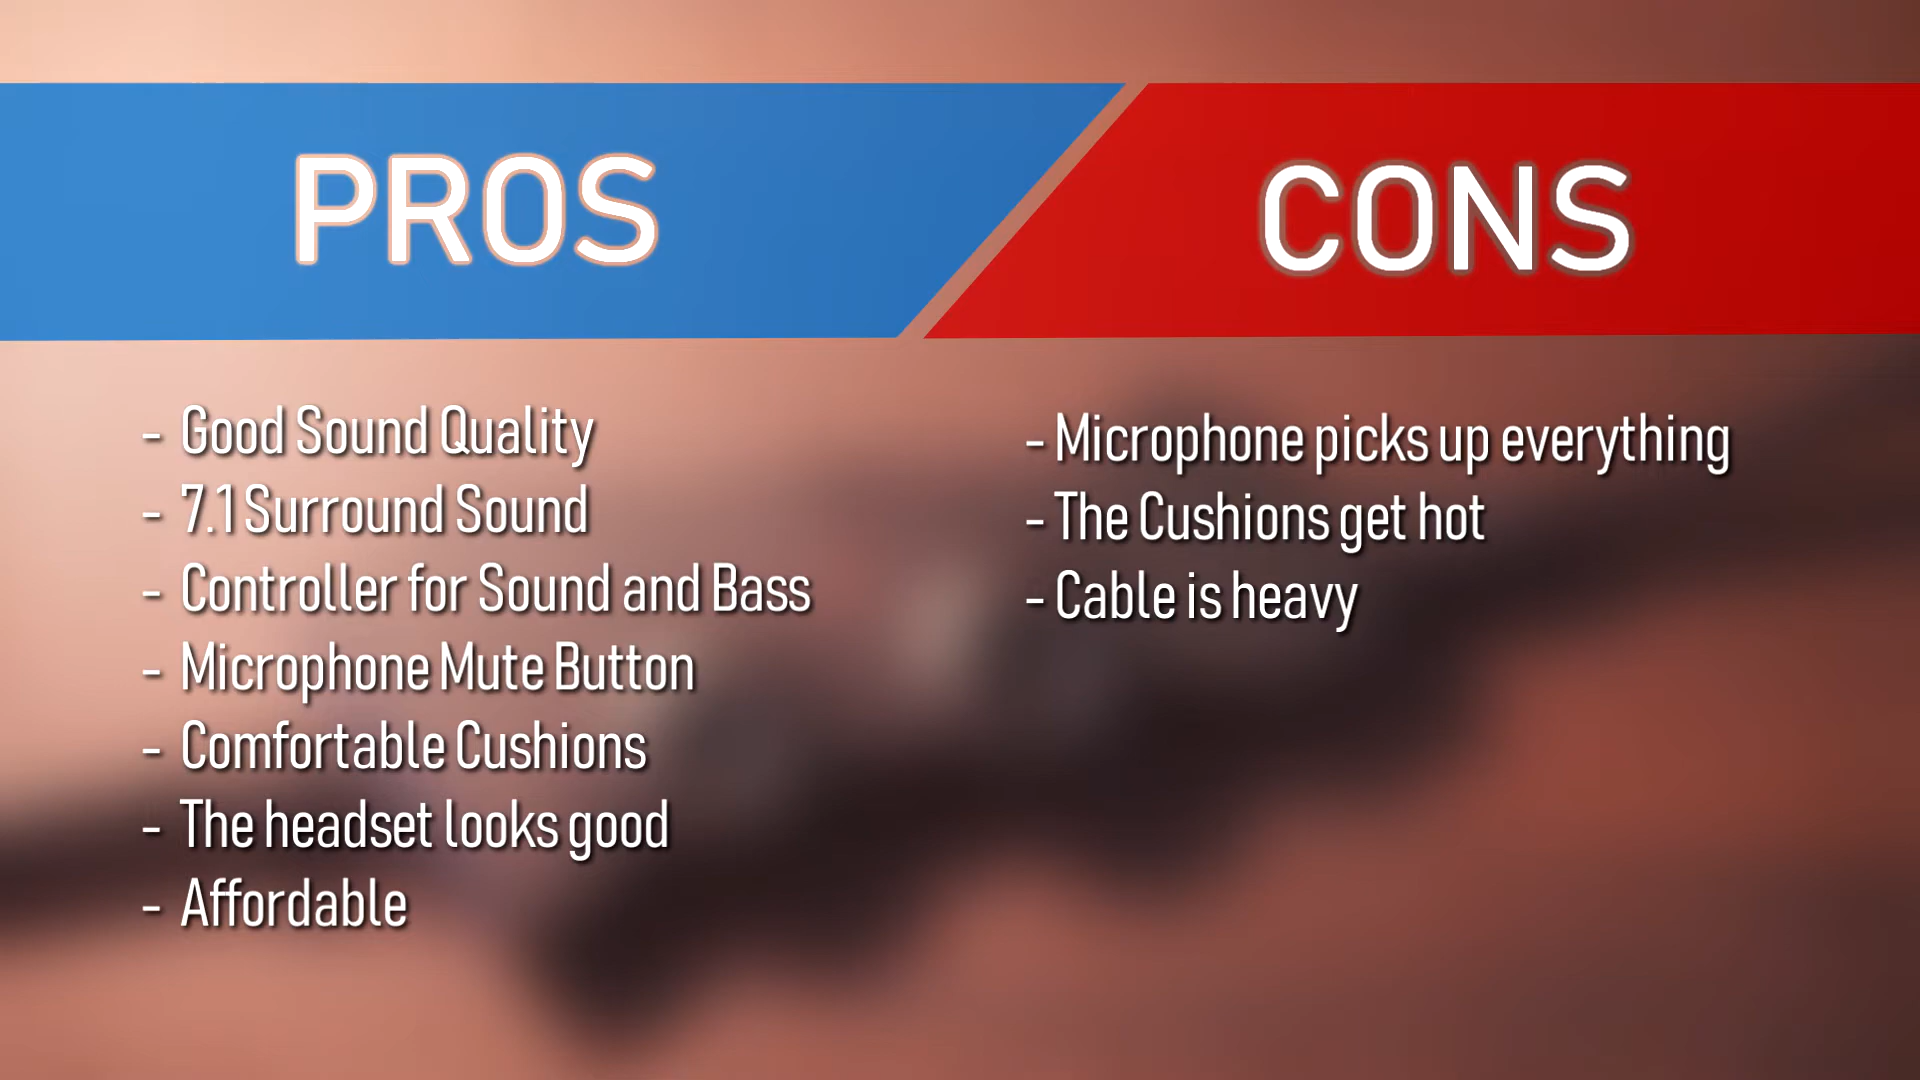 PROS
- Good Sound Quality
- 7.1 Surround Sound
- Controller for Sound and Bass
- Microphone Mute Button
- Comfortable Cushions
- The headset looks good
- Affordable
CONS
- Microphone picks up everything
- The Cushions get hot
- Cable is heavy